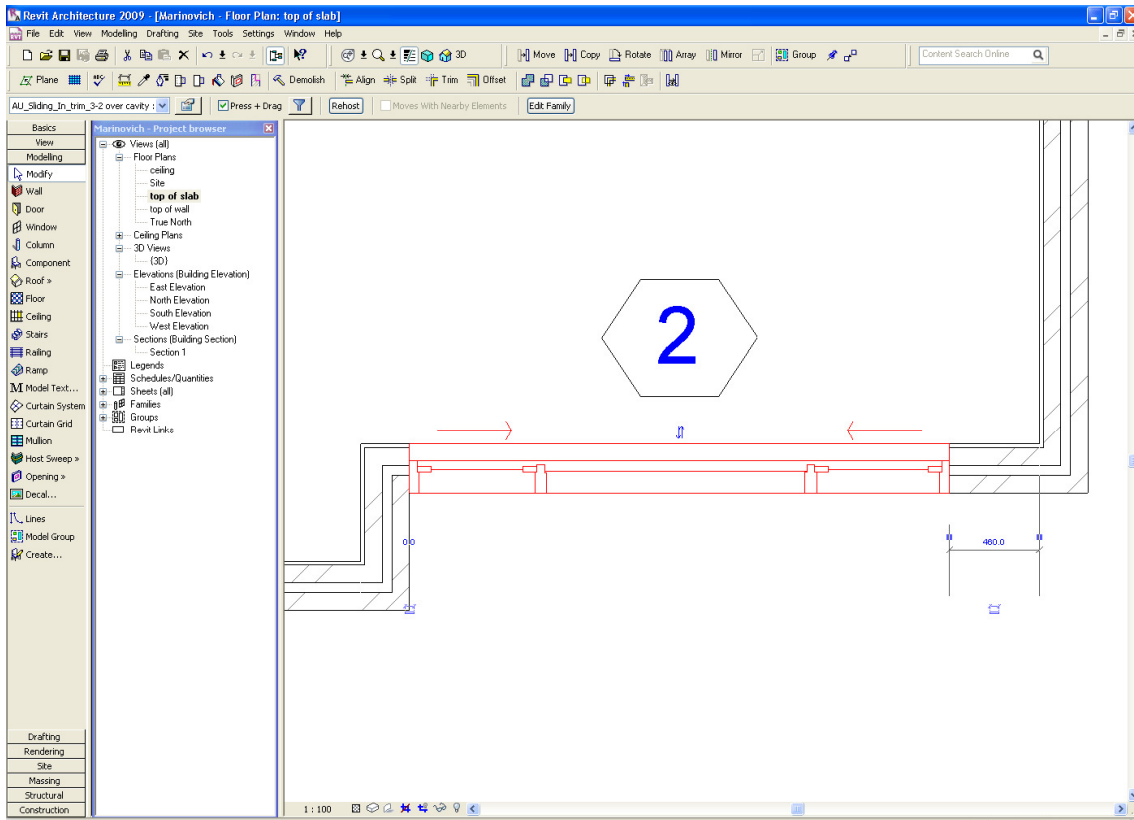 Revit Architecture 2009 - [Marinovich - Floor Plan: top of slab]
File Edit View Modelling Drafting Site Tools Settings Window Help
3D Move Copy Rotate Array Mirror Group Content Search Online
Plane Demolish Align Split Trim Offset
AU_Sliding_In_trim_3-2 over cavity : Press + Drag Rehost Moves With Nearby Elements Edit Family
Basics
View
Modelling
Modify
Wall
Door
Window
Column
Component
Roof »
Floor
Ceiling
Stairs
Railing
Ramp
Model Text...
Curtain System
Curtain Grid
Mullion
Host Sweep »
Opening »
Decal...
Lines
Model Group
Create...
Drafting
Rendering
Site
Massing
Structural
Construction
Marinovich - Project browser
Views (all)
Floor Plans
ceiling
Site
top of slab
top of wall
True North
Ceiling Plans
3D Views
{3D}
Elevations (Building Elevation)
East Elevation
North Elevation
South Elevation
West Elevation
Sections (Building Section)
Section 1
Legends
Schedules/Quantities
Sheets (all)
Families
Groups
Revit Links
2
0.0
460.0
1 : 100